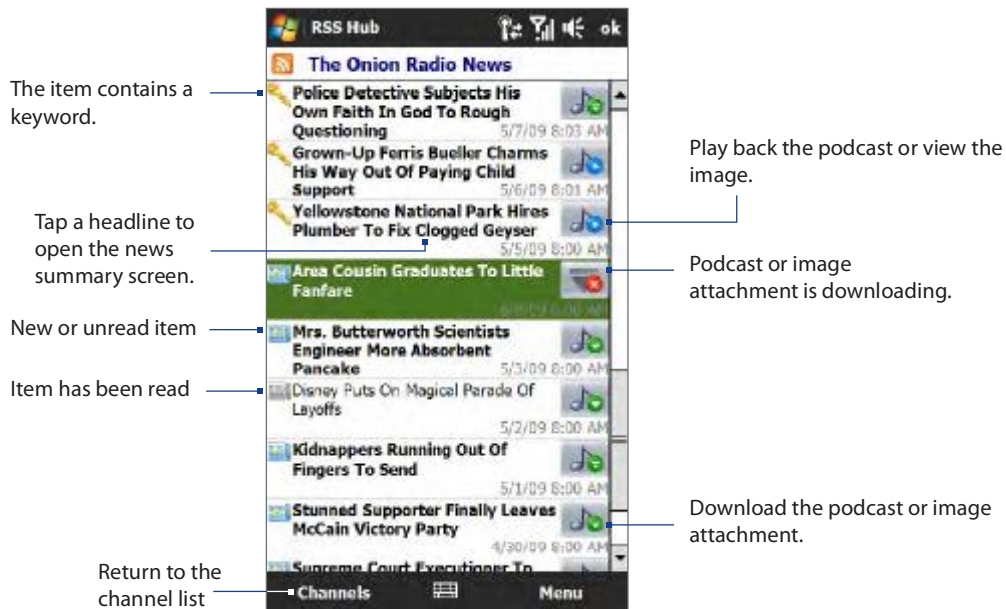 RSS Hub
ok
The Onion Radio News
The item contains a
keyword.
Police Detective Subjects His
Own Faith In God To Rough
Questioning
5/7/09 8:03 AM
Grown-Up Ferris Bueller Charms
His Way Out Of Paying Child
Support
5/6/09 8:01 AM
Play back the podcast or view the
image.
Yellowstone National Park Hires
Plumber To Fix Clogged Geyser
5/5/09 8:00 AM
Tap a headline to
open the news
summary screen.
Area Cousin Graduates To Little
Fanfare
8:00 AM
Podcast or image
attachment is downloading.
New or unread item
Mrs. Butterworth Scientists
Engineer More Absorbent
Pancake
5/3/09 8:00 AM
Item has been read
Disney Puts On Magical Parade Of
Layoffs
5/2/09 8:00 AM
Kidnappers Running Out Of
Fingers To Send
5/1/09 8:00 AM
Stunned Supporter Finally Leaves
McCain Victory Party
4/30/09 8:00 AM
Download the podcast or image
attachment.
Supreme Court Executioner To
Return to the
channel list
Channels
Menu